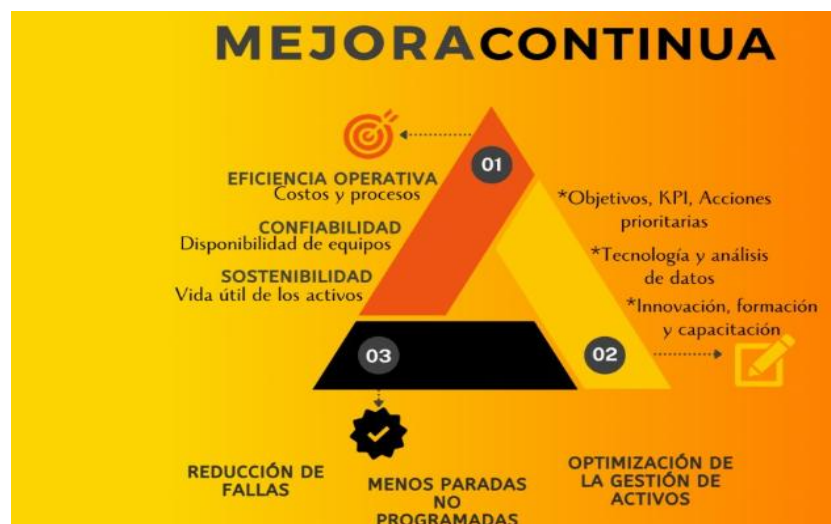 MEJORACONTINUA
01
EFICIENCIA OPERATIVA
Costos y procesos
CONFIABILIDAD
Disponibilidad de equipos
SOSTENIBILIDAD
Vida útil de los activos
*Objetivos, KPI, Acciones
prioritarias
*Tecnología y análisis
de datos
*Innovación, formación
y capacitación
02
03
REDUCCIÓN DE
FALLAS
MENOS PARADAS
NO
PROGRAMADAS
OPTIMIZACIÓN DE
LA GESTIÓN DE
ACTIVOS